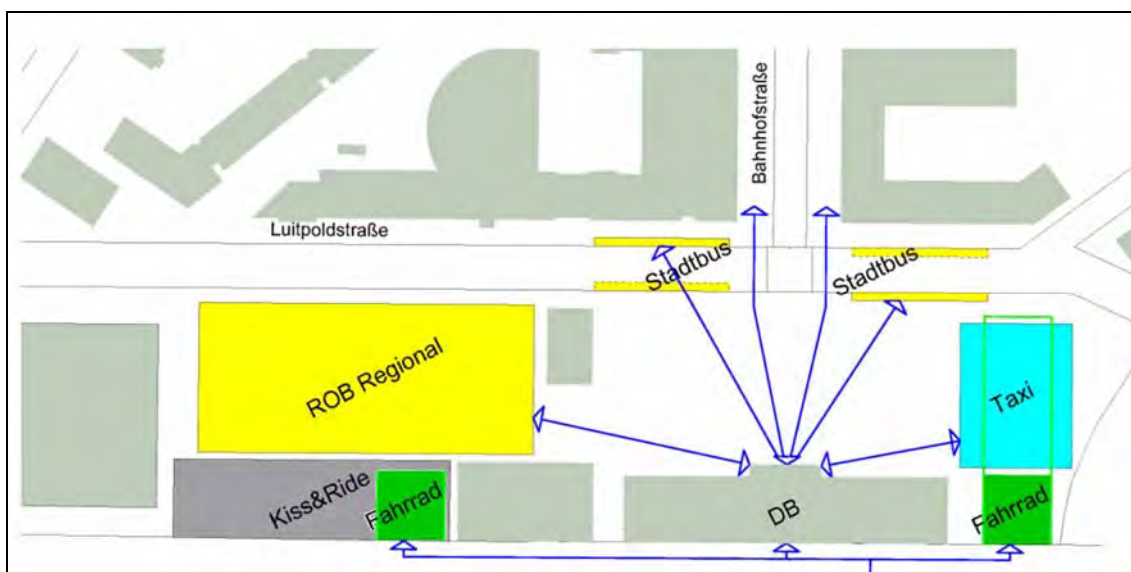 Bahnhofstraße
Luitpoldstraße
Stadtbus
Stadtbus
ROB Regional
Taxi
Kiss&Ride
Fahrrad
DB
Fahrrad